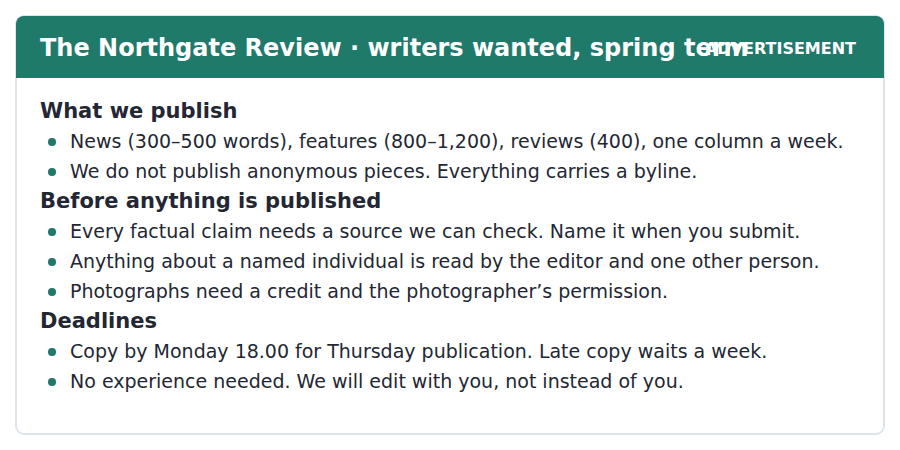 The Northgate Review · writers wanted, spring term
ADVERTISEMENT
What we publish
News (300–500 words), features (800–1,200), reviews (400), one column a week.
We do not publish anonymous pieces. Everything carries a byline.
Before anything is published
Every factual claim needs a source we can check. Name it when you submit.
Anything about a named individual is read by the editor and one other person.
Photographs need a credit and the photographer’s permission.
Deadlines
Copy by Monday 18.00 for Thursday publication. Late copy waits a week.
No experience needed. We will edit with you, not instead of you.